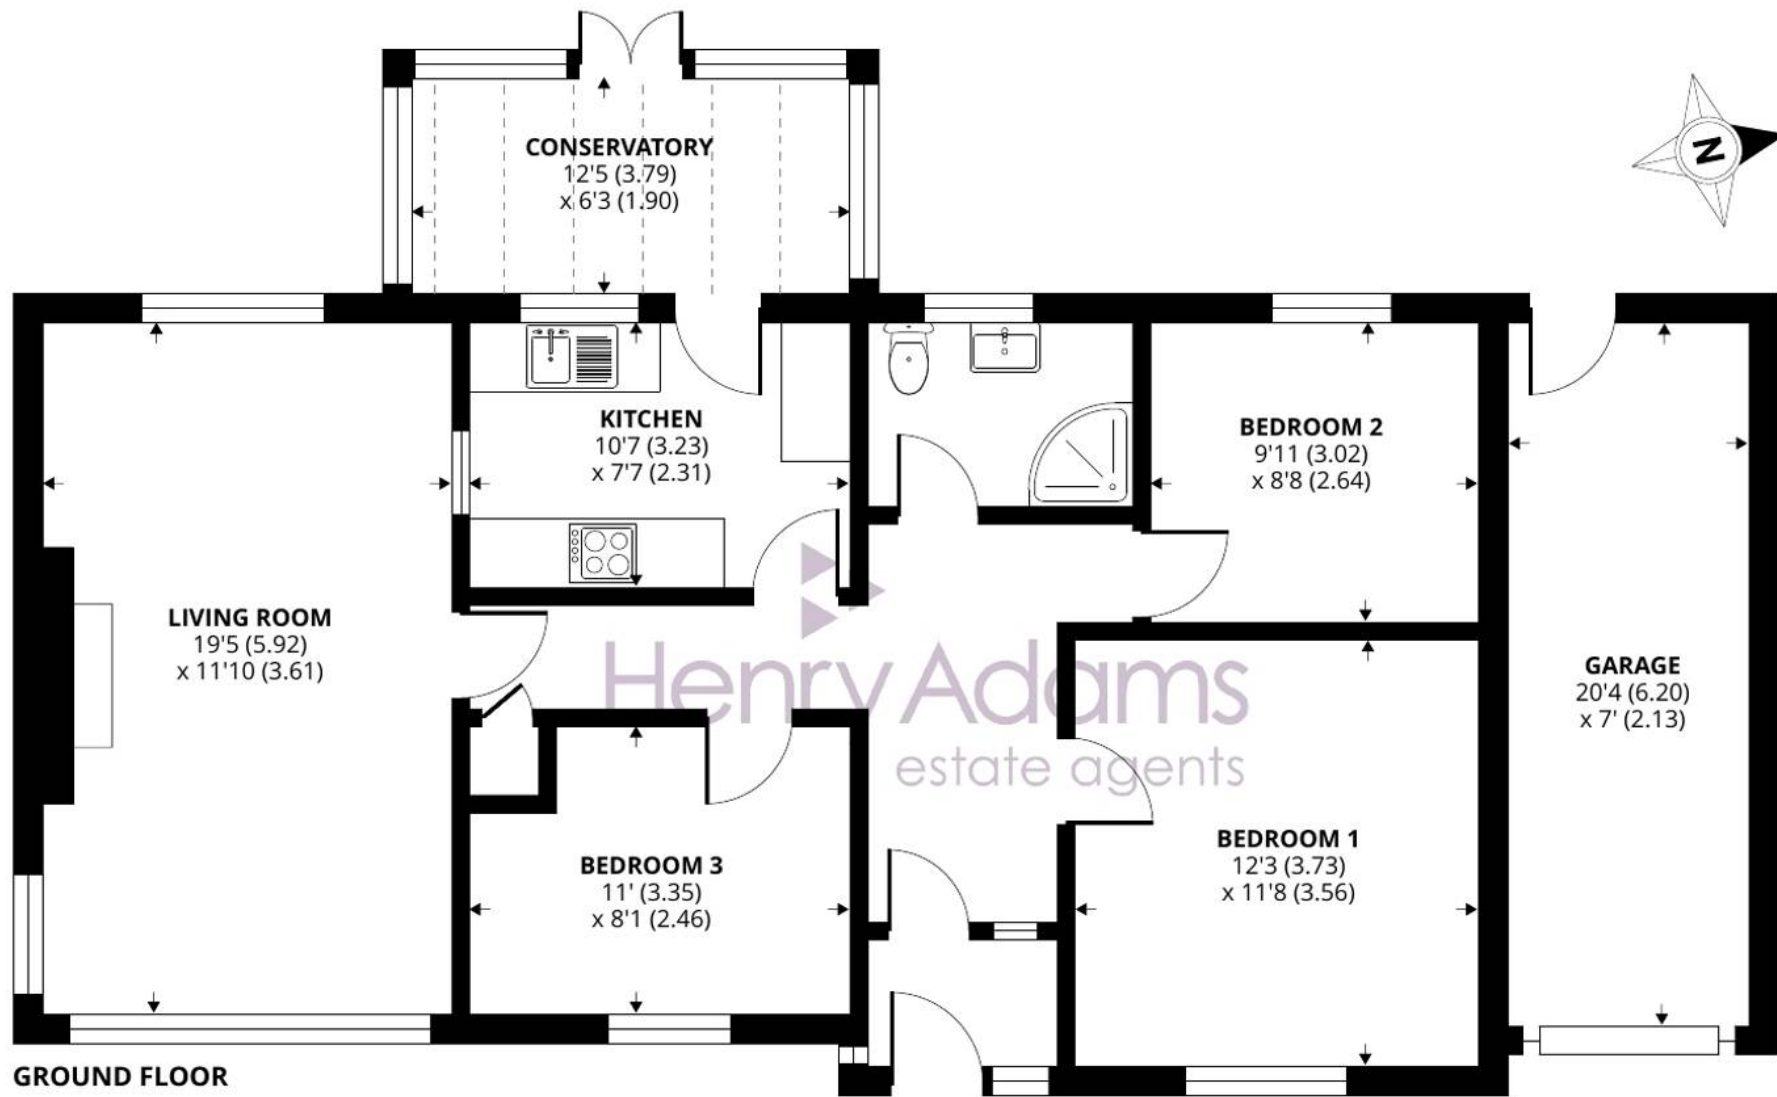 CONSERVATORY
12'5 (3.79)
x 6'3 (1.90)
N
KITCHEN
10'7 (3.23)
x 7'7 (2.31)
BEDROOM 2
9'11 (3.02)
x 8'8 (2.64)
LIVING ROOM
19'5 (5.92)
x 11'10 (3.61)
Henry Adams
estate agents
GARAGE
20'4 (6.20)
x 7' (2.13)
BEDROOM 3
11' (3.35)
x 8'1 (2.46)
BEDROOM 1
12'3 (3.73)
x 11'8 (3.56)
GROUND FLOOR